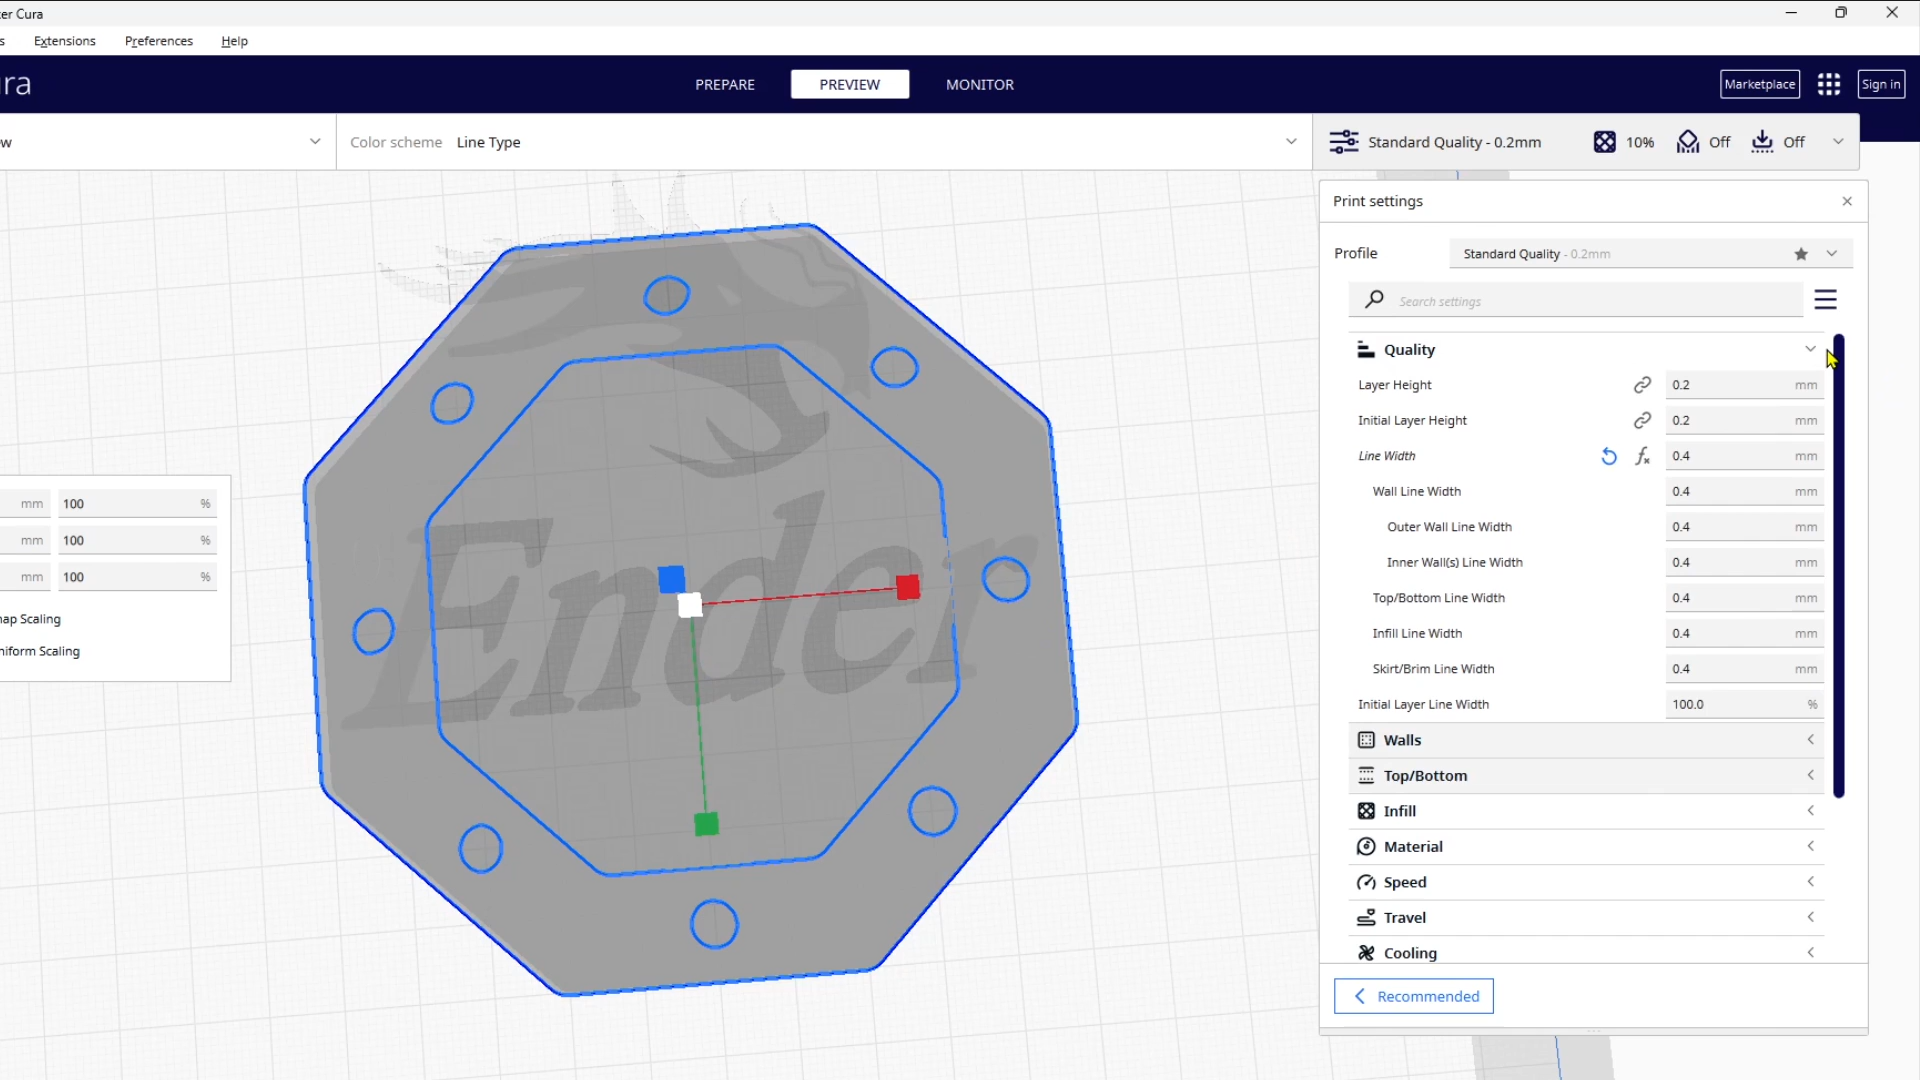 er Cura
s Extensions Preferences Help
ra PREPARE PREVIEW MONITOR Marketplace Sign in
w Color scheme Line Type Standard Quality - 0.2mm 10% Off Off
Print settings
Profile Standard Quality - 0.2mm
Search settings
Quality
Layer Height 0.2 mm
Initial Layer Height 0.2 mm
Line Width 0.4 mm
Wall Line Width 0.4 mm
Outer Wall Line Width 0.4 mm
Inner Wall(s) Line Width 0.4 mm
Top/Bottom Line Width 0.4 mm
Infill Line Width 0.4 mm
Skirt/Brim Line Width 0.4 mm
Initial Layer Line Width 100.0 %
Walls
Top/Bottom
Infill
Material
Speed
Travel
Cooling
Recommended
mm 100 %
mm 100 %
mm 100 %
nap Scaling
niform Scaling
Ender